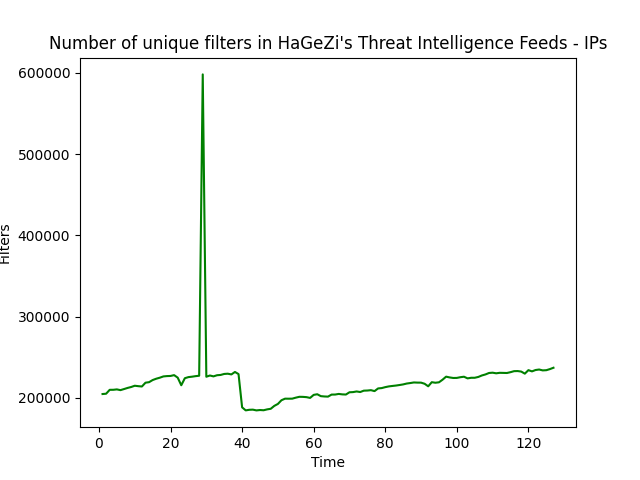 Number of unique filters in HaGeZi's Threat Intelligence Feeds - IPs
600000
500000
400000
300000
200000
Filters
0 20 40 60 80 100 120
Time